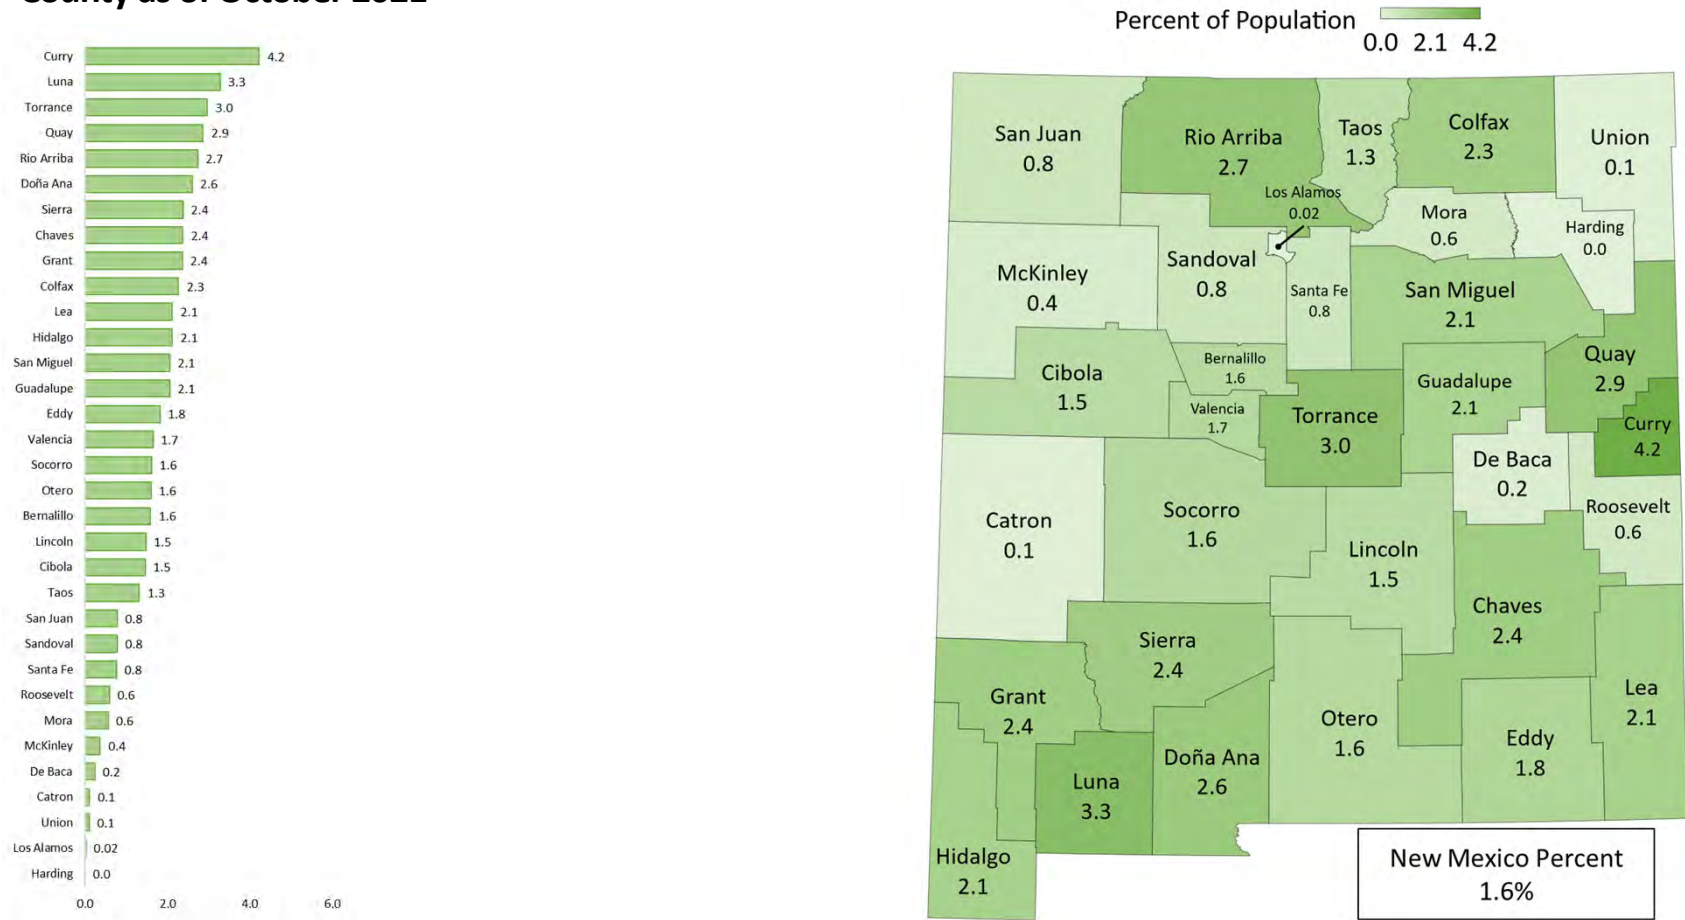 County as of October 2021
Curry 4.2
Luna 3.3
Torrance 3.0
Quay 2.9
Rio Arriba 2.7
Doña Ana 2.6
Sierra 2.4
Chaves 2.4
Grant 2.4
Colfax 2.3
Lea 2.1
Hidalgo 2.1
San Miguel 2.1
Guadalupe 2.1
Eddy 1.8
Valencia 1.7
Socorro 1.6
Otero 1.6
Bernalillo 1.6
Lincoln 1.5
Cibola 1.5
Taos 1.3
San Juan 0.8
Sandoval 0.8
Santa Fe 0.8
Roosevelt 0.6
Mora 0.6
McKinley 0.4
De Baca 0.2
Catron 0.1
Union 0.1
Los Alamos 0.02
Harding 0.0
0.0 2.0 4.0 6.0
Percent of Population
0.0 2.1 4.2
San Juan
0.8
Rio Arriba
2.7
Taos
1.3
Colfax
2.3
Union
0.1
Los Alamos
0.02
Mora
0.6
Harding
0.0
McKinley
0.4
Sandoval
0.8
Santa Fe
0.8
San Miguel
2.1
Quay
2.9
Cibola
1.5
Bernalillo
1.6
Valencia
1.7
Torrance
3.0
Guadalupe
2.1
Curry
4.2
De Baca
0.2
Roosevelt
0.6
Catron
0.1
Socorro
1.6
Lincoln
1.5
Chaves
2.4
Sierra
2.4
Grant
2.4
Otero
1.6
Lea
2.1
Eddy
1.8
Doña Ana
2.6
Luna
3.3
Hidalgo
2.1
New Mexico Percent
1.6%